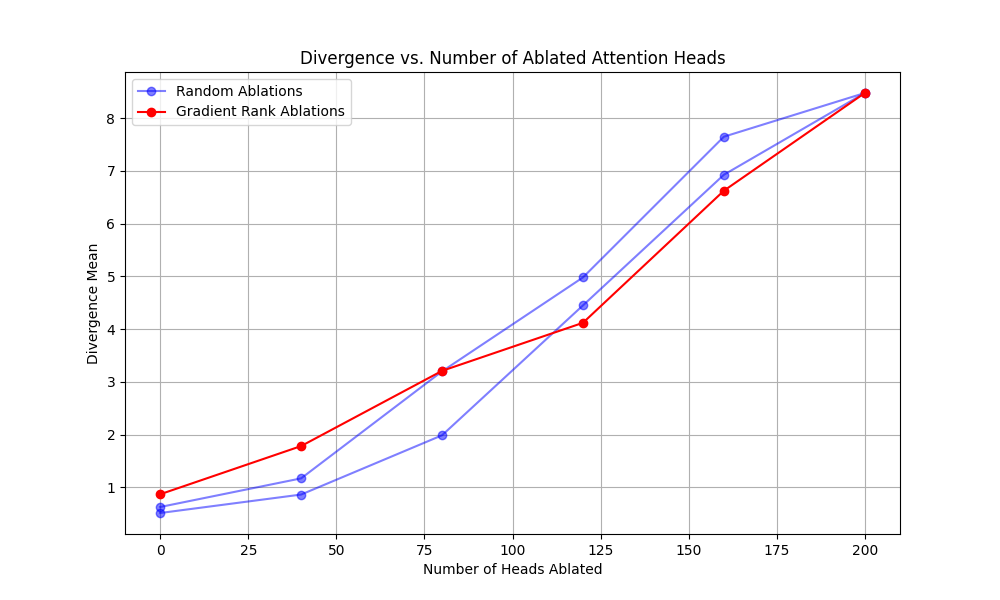 Divergence vs. Number of Ablated Attention Heads
Random Ablations
Gradient Rank Ablations
8
7
6
5
4
3
2
1
Divergence Mean
0 25 50 75 100 125 150 175 200
Number of Heads Ablated